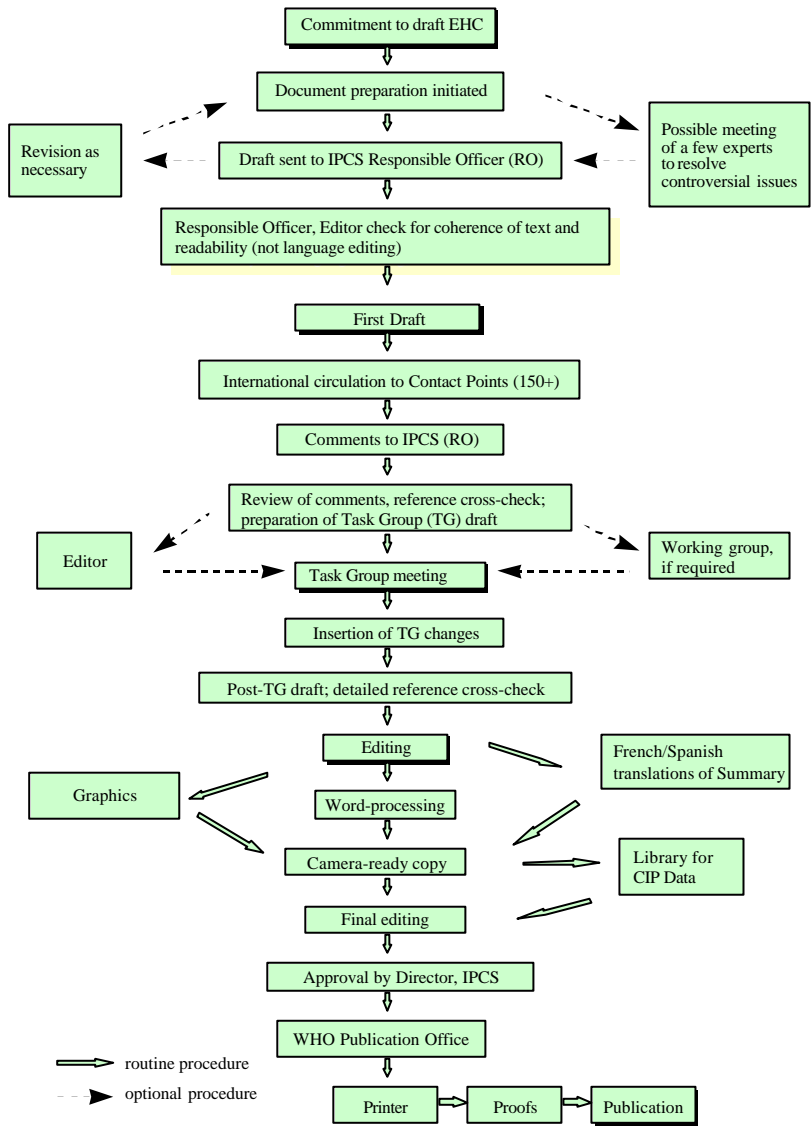 Commitment to draft EHC
Document preparation initiated
Revision as
necessary
Draft sent to IPCS Responsible Officer (RO)
Possible meeting
of a few experts
to resolve
controversial issues
Responsible Officer, Editor check for coherence of text and
readability (not language editing)
First Draft
International circulation to Contact Points (150+)
Comments to IPCS (RO)
Review of comments, reference cross-check;
preparation of Task Group (TG) draft
Editor
Working group,
if required
Task Group meeting
Insertion of TG changes
Post-TG draft; detailed reference cross-check
Editing
French/Spanish
translations of Summary
Graphics
Word-processing
Camera-ready copy
Library for
CIP Data
Final editing
Approval by Director, IPCS
WHO Publication Office
routine procedure
optional procedure
Printer
Proofs
Publication